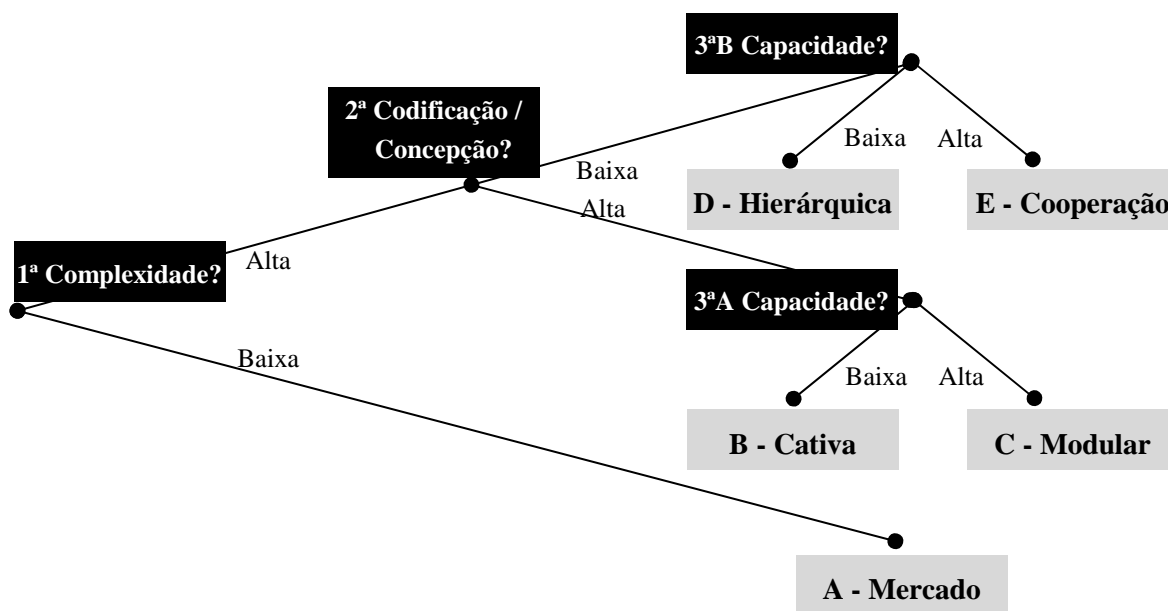 3ªB Capacidade?
2ª Codificação /
Concepção?
Baixa
Alta
Baixa
D - Hierárquica
E - Cooperação
Alta
1ª Complexidade?
Alta
3ªA Capacidade?
Baixa
Baixa
Alta
B - Cativa
C - Modular
A - Mercado